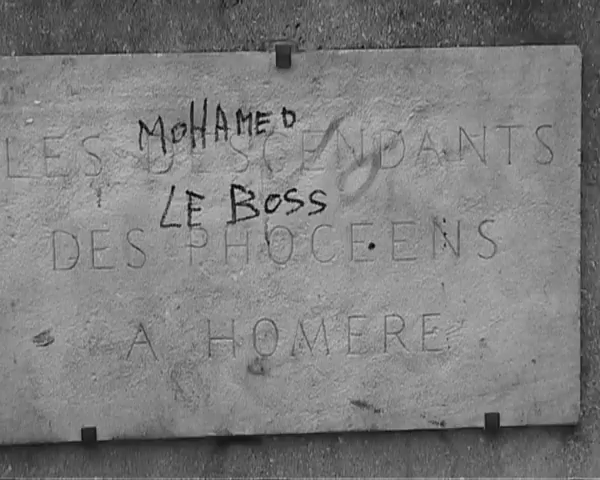 MOHAMED
LES DESCENDANTS
LE BOSS
DES PHOCEENS
A HOMERE